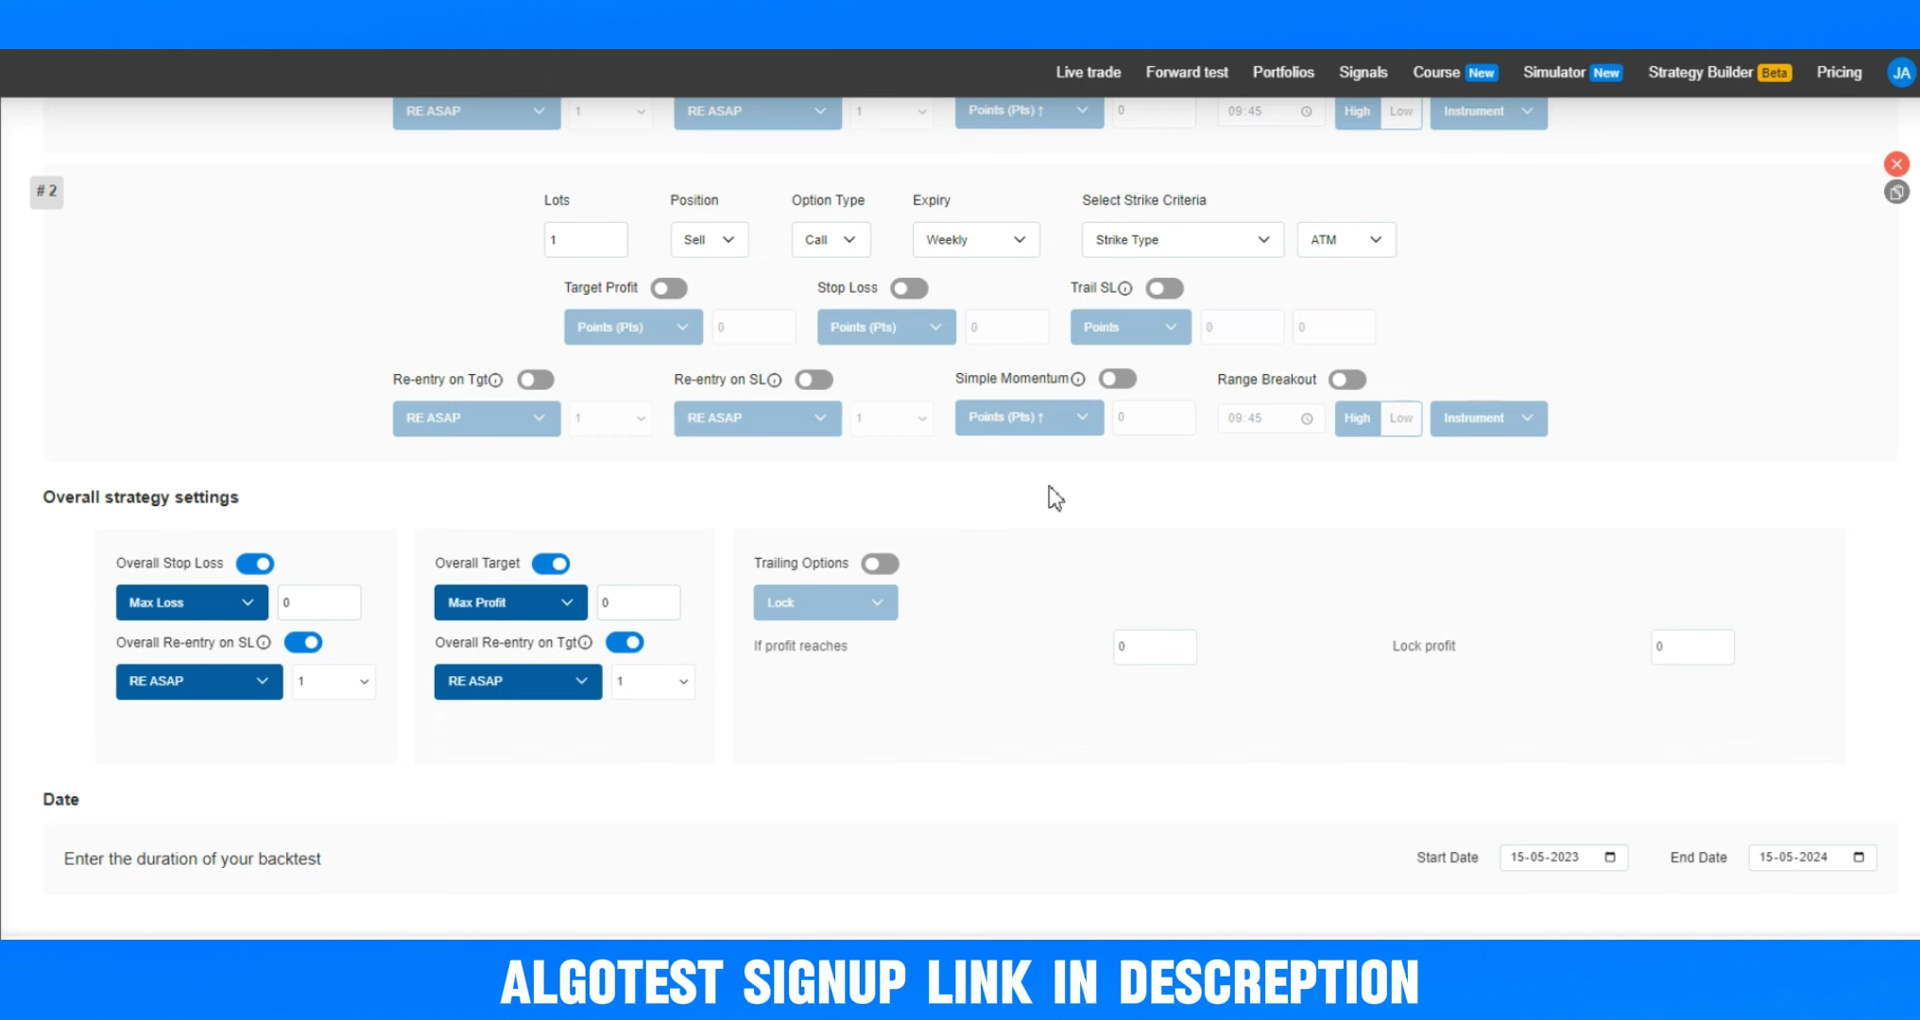 Live trade Forward test Portfolios Signals Course New Simulator New Strategy Builder Beta Pricing JA
RE ASAP 1 RE ASAP 1 Points (Pts) ↑ 0 09:45 High Low Instrument
# 2
Lots Position Option Type Expiry Select Strike Criteria
1 Sell Call Weekly Strike Type ATM
Target Profit Stop Loss Trail SL
Points (Pts) 0 Points (Pts) 0 Points 0 0
Re-entry on Tgt Re-entry on SL Simple Momentum Range Breakout
RE ASAP 1 RE ASAP 1 Points (Pts) ↑ 0 09:45 High Low Instrument
Overall strategy settings
Overall Stop Loss Overall Target Trailing Options
Max Loss 0 Max Profit 0 Lock
Overall Re-entry on SL Overall Re-entry on Tgt If profit reaches 0 Lock profit 0
RE ASAP 1 RE ASAP 1
Date
Enter the duration of your backtest Start Date 15-05-2023 End Date 15-05-2024
ALGOTEST SIGNUP LINK IN DESCREPTION